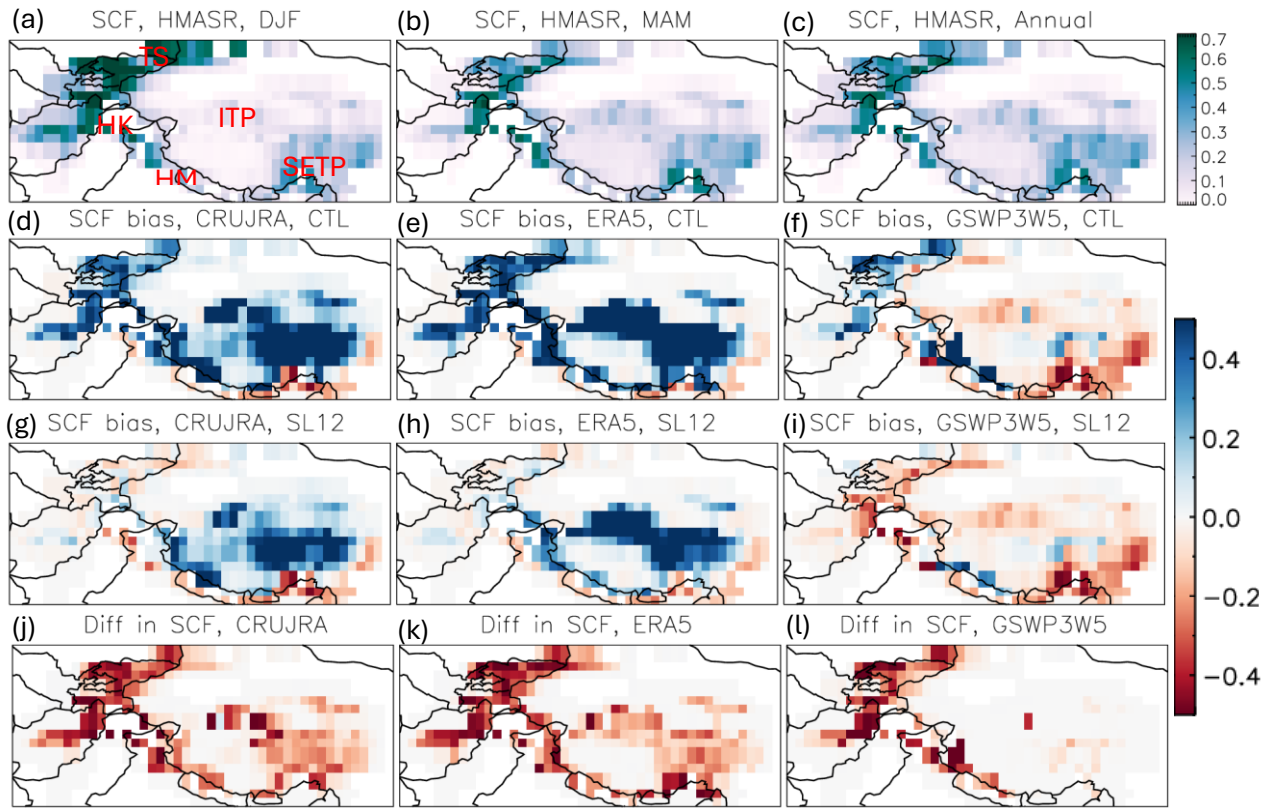 (a) SCF, HMASR, DJF
(b) SCF, HMASR, MAM
(c) SCF, HMASR, Annual
TS
HK
ITP
HM
SETP
0.7
0.6
0.5
0.4
0.3
0.2
0.1
0.0
(d) SCF bias, CRUJRA, CTL
(e) SCF bias, ERA5, CTL
(f) SCF bias, GSWP3W5, CTL
(g) SCF bias, CRUJRA, SL12
(h) SCF bias, ERA5, SL12
(i) SCF bias, GSWP3W5, SL12
(j) Diff in SCF, CRUJRA
(k) Diff in SCF, ERA5
(l) Diff in SCF, GSWP3W5
0.4
0.2
0.0
−0.2
−0.4